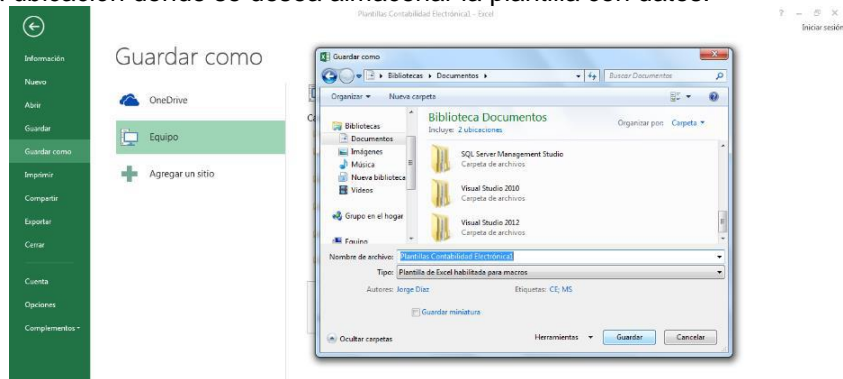 ubicación donde se desea almacenar la plantilla con datos.
Plantillas Contabilidad Electrónica1 - Excel
Iniciar sesión
Información
Nuevo
Abrir
Guardar
Guardar como
Imprimir
Compartir
Exportar
Cerrar
Cuenta
Opciones
Complementos
Guardar como
OneDrive
Equipo
Agregar un sitio
Guardar como
Bibliotecas Documentos
Buscar Documentos
Organizar Nueva carpeta
Bibliotecas
Documentos
Imágenes
Música
Nueva biblioteca
Videos
Grupo en el hogar
Equipo
Biblioteca Documentos
Incluye: 2 ubicaciones
Organizar por: Carpeta
SQL Server Management Studio
Carpeta de archivos
Visual Studio 2010
Carpeta de archivos
Visual Studio 2012
Carpeta de archivos
Nombre de archivo: Plantillas Contabilidad Electrónica1
Tipo: Plantilla de Excel habilitada para macros
Autores: Jorge Díaz Etiquetas: CE; MS
Guardar miniatura
Ocultar carpetas Herramientas Guardar Cancelar